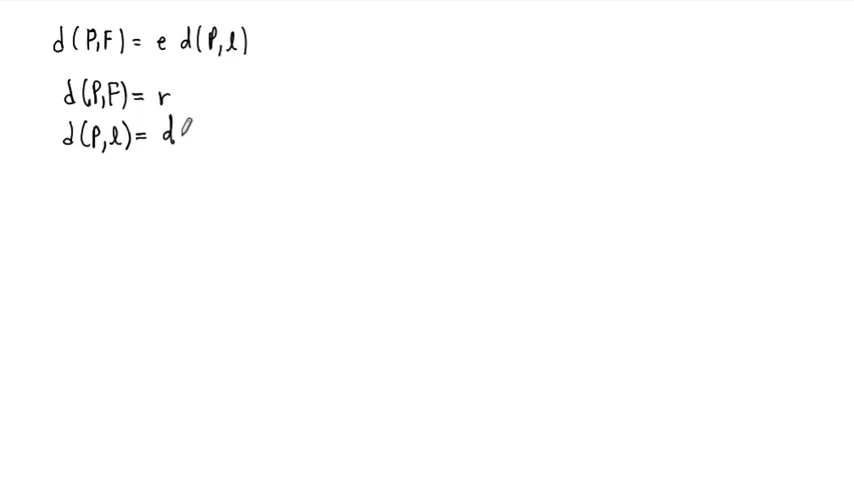 d(P,F) = e d(P,l)
d(P,F) = r
d(P,l) = d